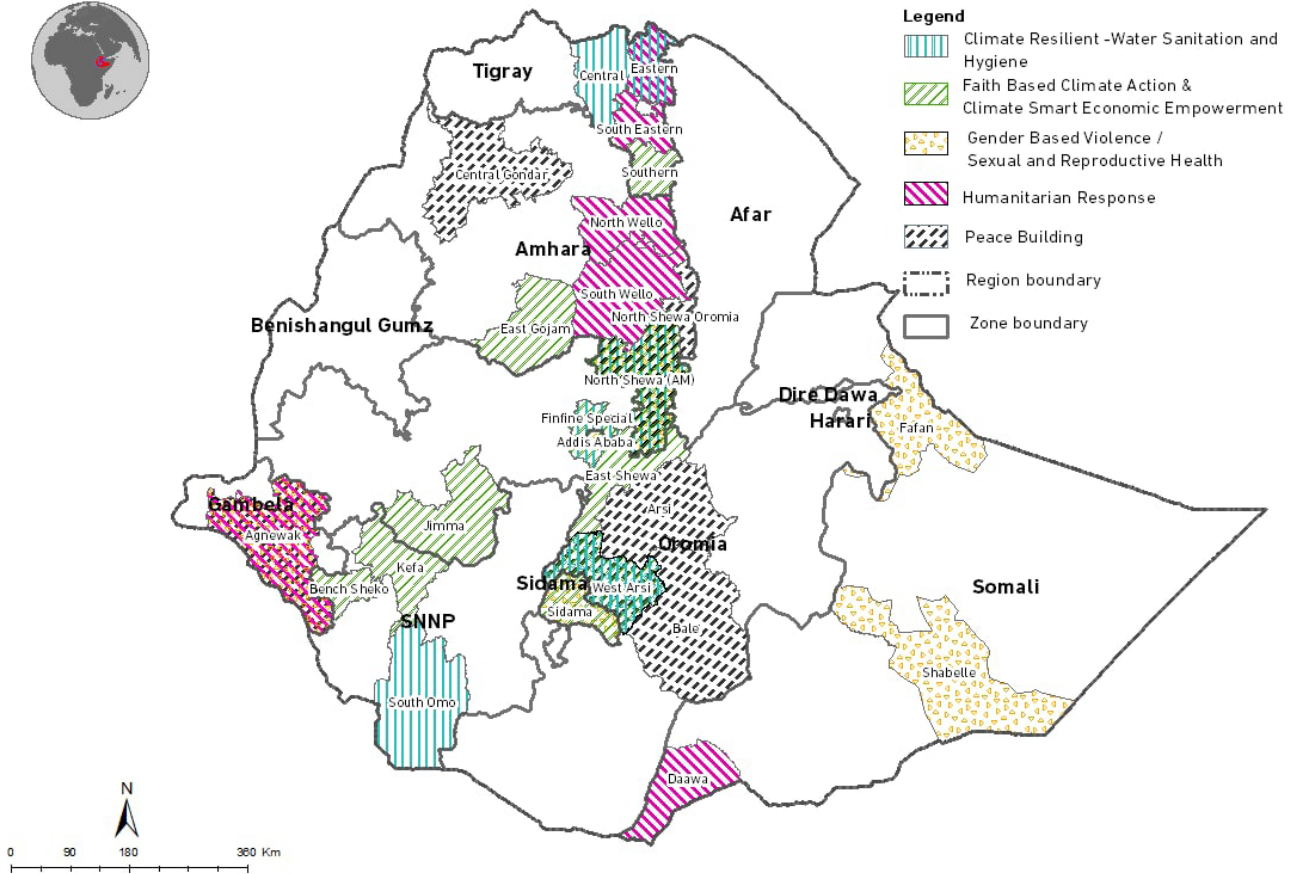 Legend
Climate Resilient -Water Sanitation and
Hygiene
Faith Based Climate Action &
Climate Smart Economic Empowerment
Gender Based Violence /
Sexual and Reproductive Health
Humanitarian Response
Peace Building
Region boundary
Zone boundary
Tigray
Central
Eastern
South Eastern
Southern
Central Gondar
North Wello
Afar
Amhara
South Wello
North Shewa Oromia
Benishangul Gumz
East Gojam
North Shewa (AM)
Dire Dawa
Harari
Finfine Special
Addis Ababa
Fafan
East Shewa
Gambela
Arsi
Jimma
Agnewak
Oromia
Kefa
Bench Sheko
Sidama
West Arsi
Somali
Sidama
SNNP
Bale
Shabelle
South Omo
Daawa
N
0 90 180 360 Km